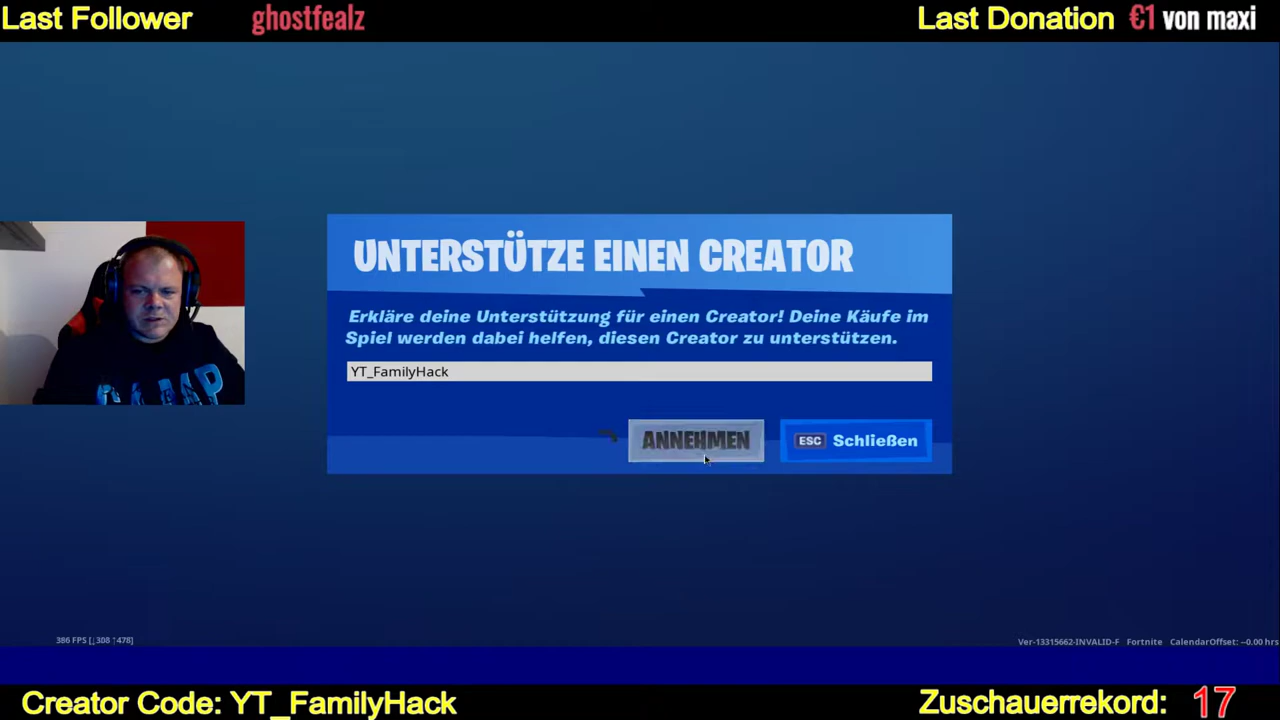 Last Follower ghostfealz Last Donation €1 von maxi
UNTERSTÜTZE EINEN CREATOR
Erkläre deine Unterstützung für einen Creator! Deine Käufe im
Spiel werden dabei helfen, diesen Creator zu unterstützen.
YT_FamilyHack
ANNEHMEN ESC Schließen
386 FPS [↓308 ↑478] Ver-13315662-INVALID-F Fortnite CalendarOffset: -0.00 hrs
Creator Code: YT_FamilyHack Zuschauerrekord: 17